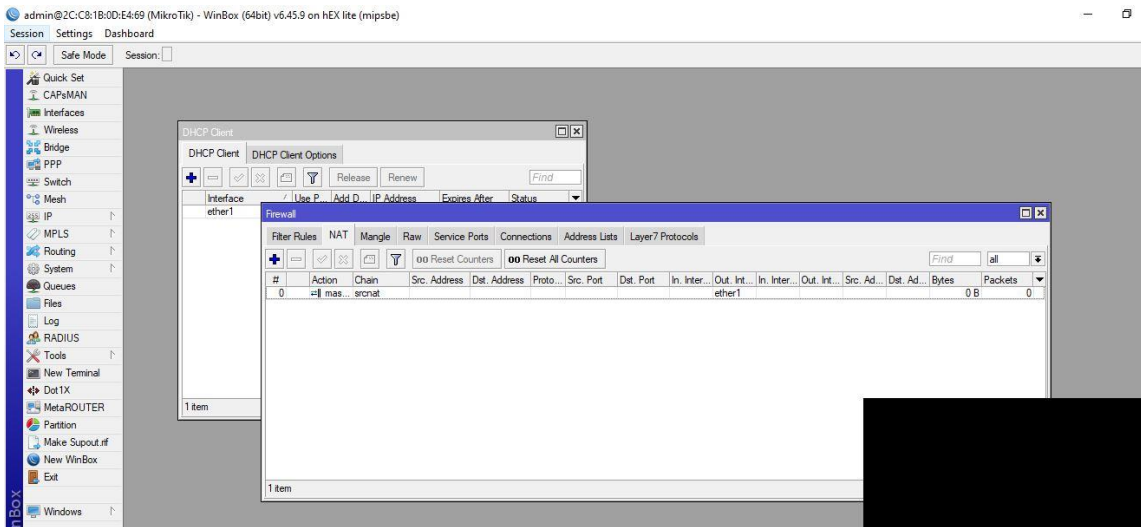 admin@2C:C8:1B:0D:E4:69 (MikroTik) - WinBox (64bit) v6.45.9 on hEX lite (mipsbe)
Session Settings Dashboard
Safe Mode Session:
Quick Set
CAPsMAN
Interfaces
Wireless
Bridge
PPP
Switch
Mesh
IP
MPLS
Routing
System
Queues
Files
Log
RADIUS
Tools
New Terminal
Dot1X
MetaROUTER
Partition
Make Supout.rif
New WinBox
Exit
Windows
DHCP Client
DHCP Client DHCP Client Options
Release Renew Find
Interface Use P... Add D... IP Address Expires After Status
ether1
1 item
Firewall
Filter Rules NAT Mangle Raw Service Ports Connections Address Lists Layer7 Protocols
00 Reset Counters 00 Reset All Counters Find all
# Action Chain Src. Address Dst. Address Proto... Src. Port Dst. Port In. Inter... Out. Int... In. Inter... Out. Int... Src. Ad... Dst. Ad... Bytes Packets
0 mas... srcnat ether1 0 B 0
1 item